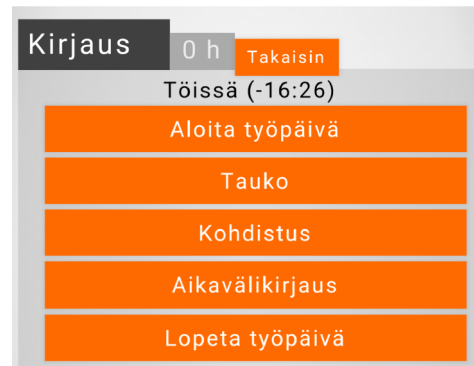 Kirjaus 0 h Takaisin
Töissä (-16:26)
Aloita työpäivä
Tauko
Kohdistus
Aikavälikirjaus
Lopeta työpäivä